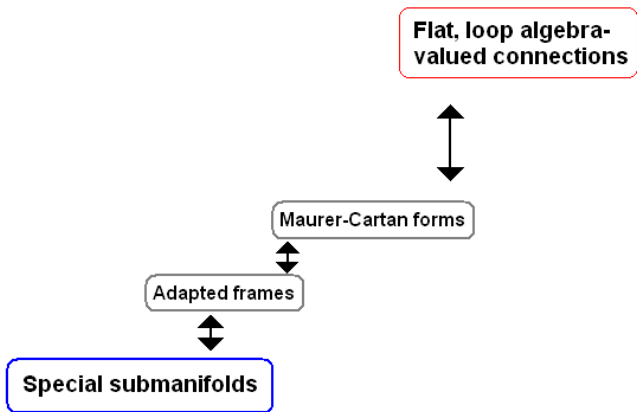 Flat, loop algebra-
valued connections
Maurer-Cartan forms
Adapted frames
Special submanifolds